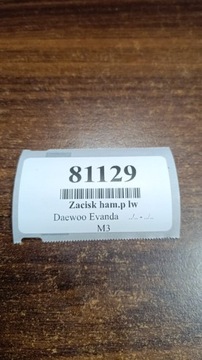 81129
Zacisk ham.p lw
Daewoo Evanda ../.. - ../..
M3